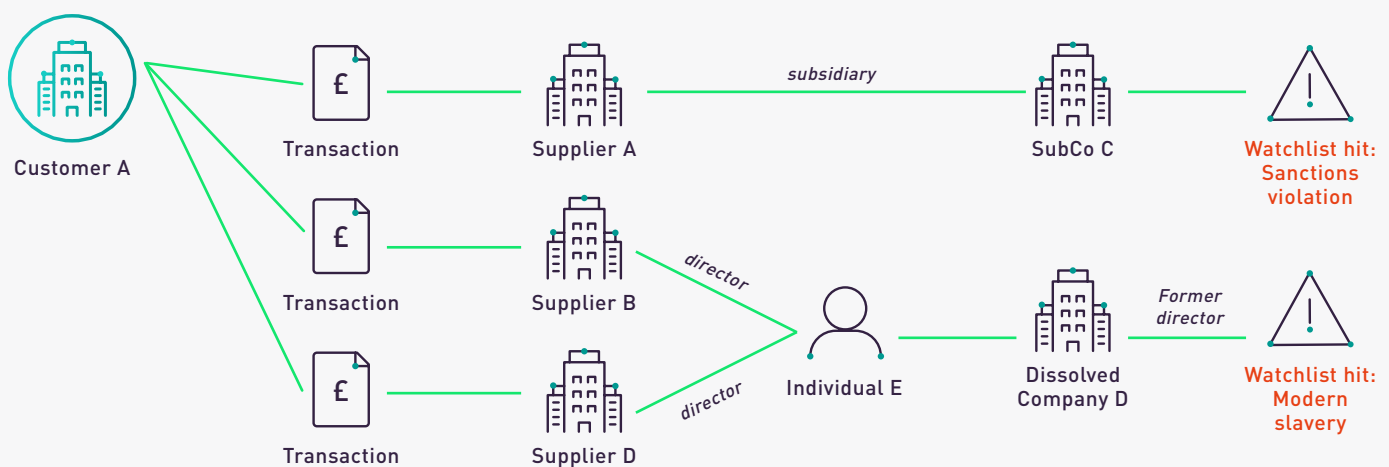 Customer A
£
Transaction
Supplier A
subsidiary
SubCo C
Watchlist hit:
Sanctions
violation
£
Transaction
Supplier B
director
£
Transaction
Supplier D
director
Individual E
Dissolved
Company D
Former
director
Watchlist hit:
Modern
slavery